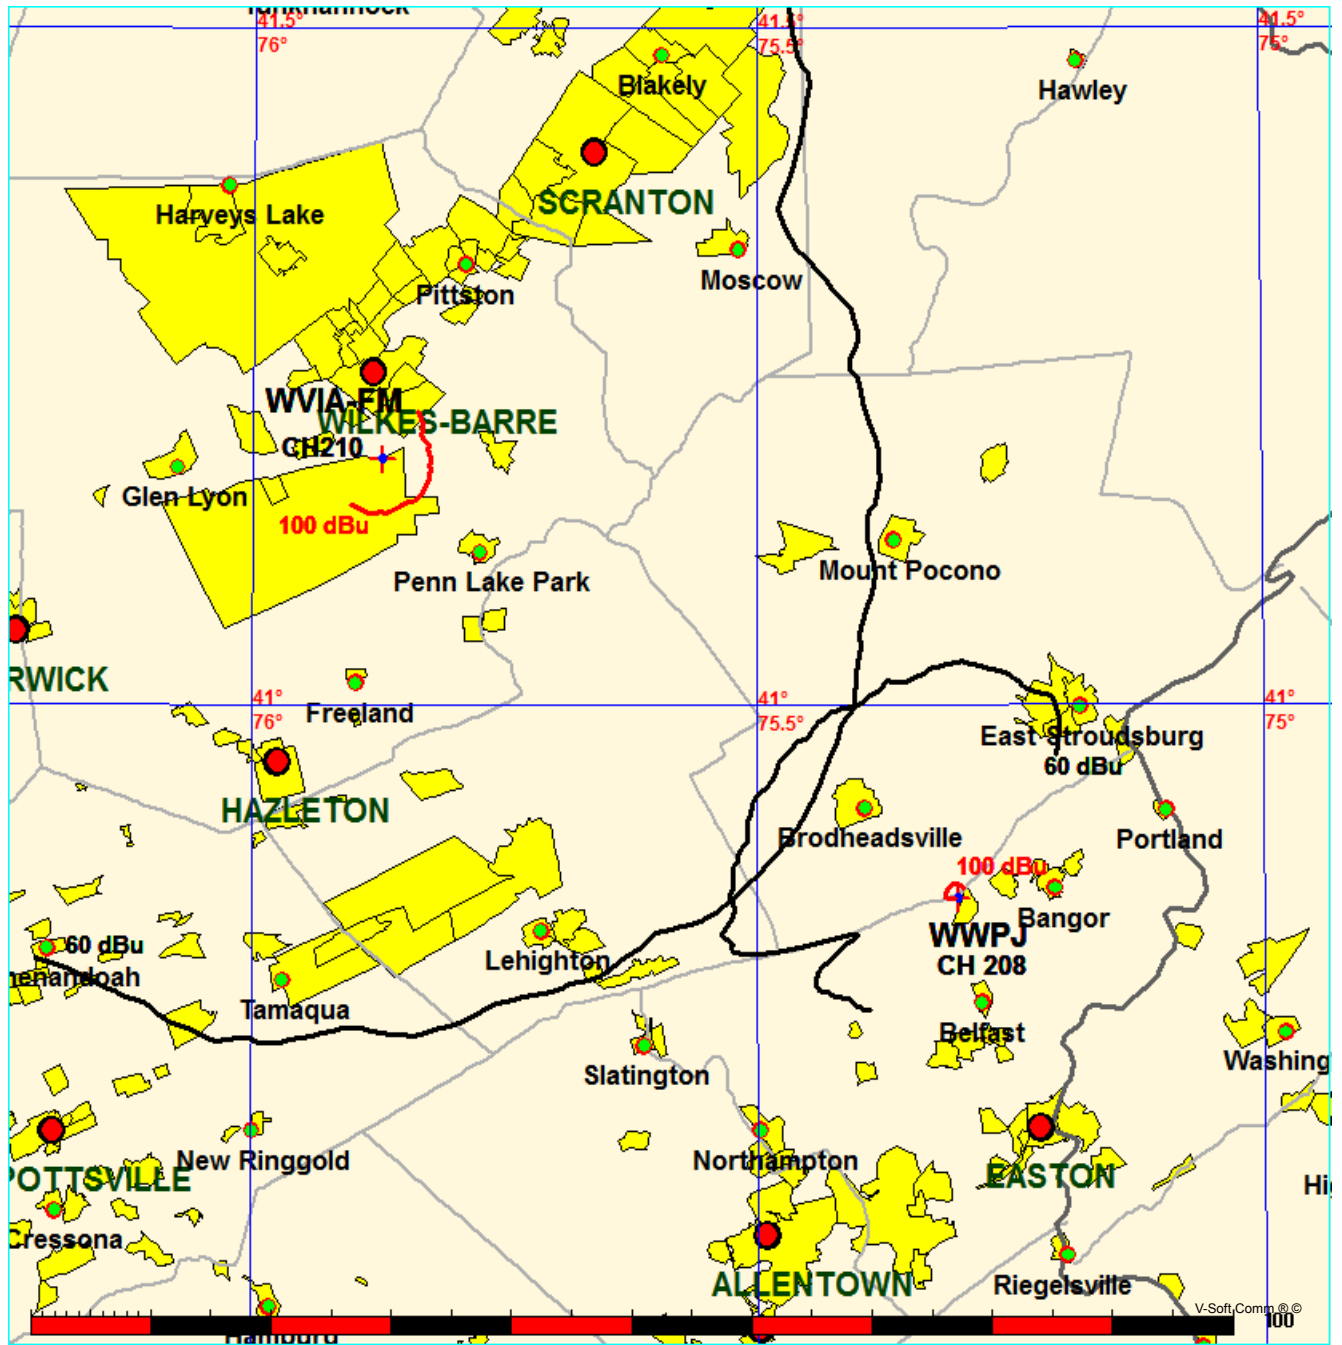 41.5°
76°
41.5°
75.5°
41.5°
75°
Blakely
Hawley
SCRANTON
Harveys Lake
Moscow
Pittston
WVIA-FM
WILKES-BARRE
CH210
Glen Lyon
100 dBu
Penn Lake Park
Mount Pocono
RWICK
Freeland
41°
76°
41°
75.5°
41°
75°
East Stroudsburg
60 dBu
HAZLETON
Brodheadsville
Portland
100 dBu
Bangor
WWPJ
CH 208
60 dBu
enandoah
Lehighton
Tamaqua
Belfast
Slatington
Washing
New Ringgold
Northampton
POTTSVILLE
EASTON
Hi
Cressona
ALLENTOWN
Riegelsville
V-Soft Comm ® ©
100